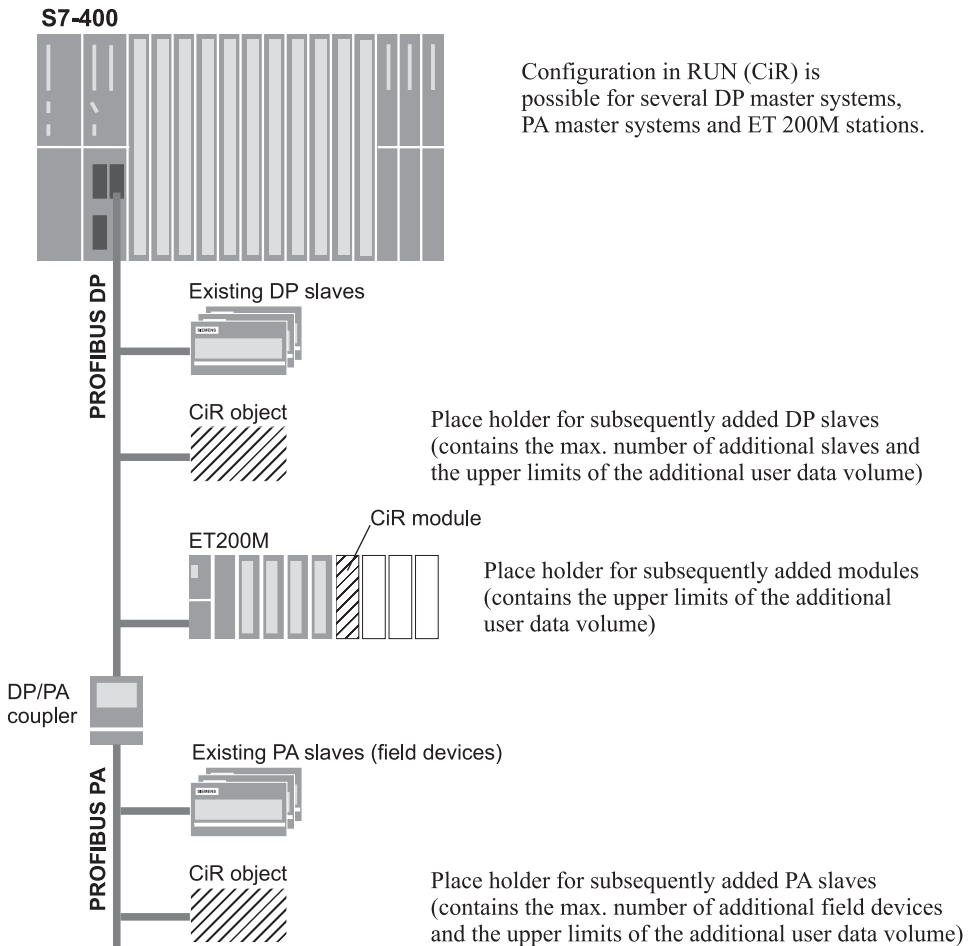 S7-400
Configuration in RUN (CiR) is
possible for several DP master systems,
PA master systems and ET 200M stations.
PROFIBUS DP
Existing DP slaves
SIEMENS
CiR object
Place holder for subsequently added DP slaves
(contains the max. number of additional slaves and
the upper limits of the additional user data volume)
CiR module
ET200M
Place holder for subsequently added modules
(contains the upper limits of the additional
user data volume)
DP/PA
coupler
PROFIBUS PA
Existing PA slaves (field devices)
SIEMENS
CiR object
Place holder for subsequently added PA slaves
(contains the max. number of additional field devices
and the upper limits of the additional user data volume)